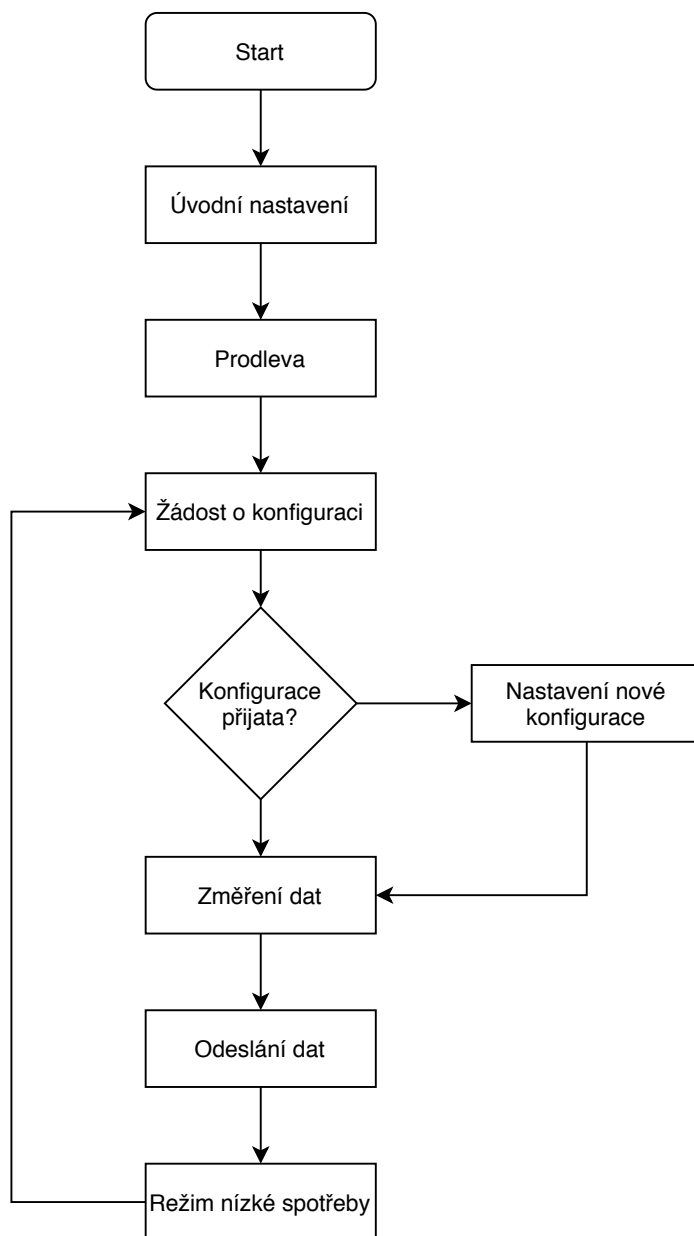 Start
Úvodní nastavení
Prodleva
Žádost o konfiguraci
Konfigurace
přijata?
Nastavení nové
konfigurace
Změření dat
Odeslání dat
Režim nízké spotřeby